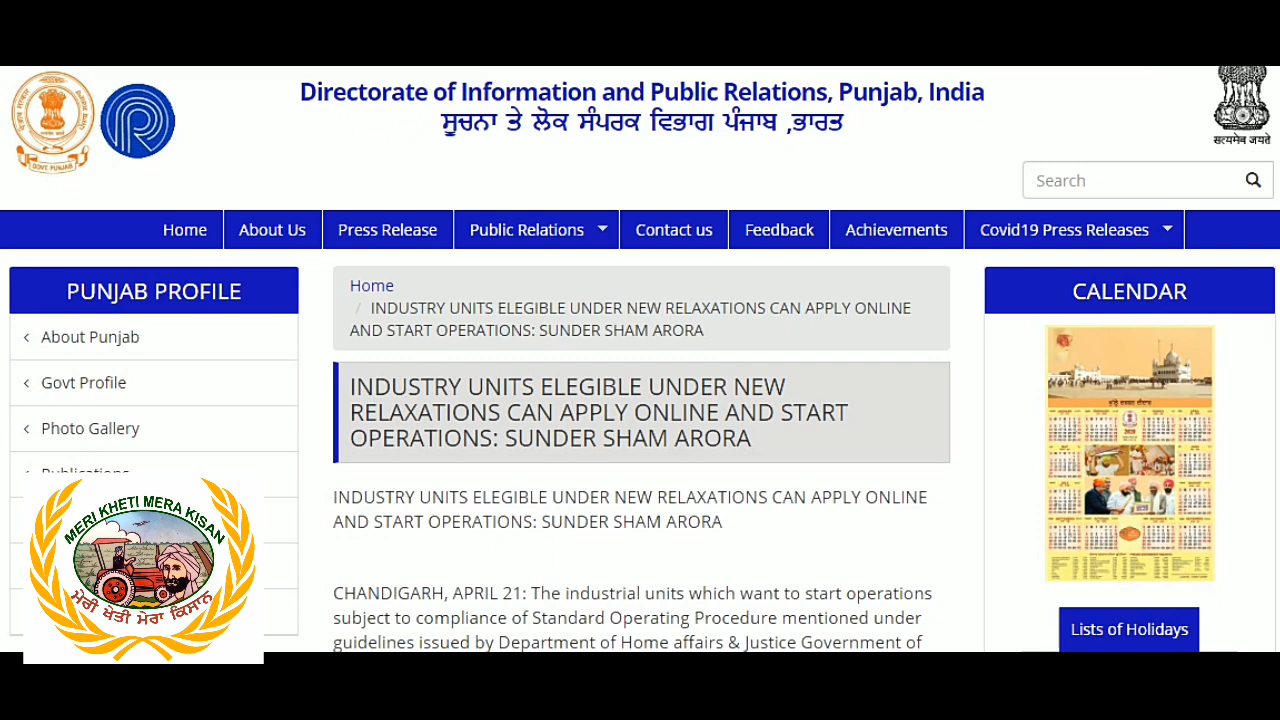 Directorate of Information and Public Relations, Punjab, India
ਸੂਚਨਾ ਤੇ ਲੋਕ ਸੰਪਰਕ ਵਿਭਾਗ ਪੰਜਾਬ ,ਭਾਰਤ
GOVT. PUNJAB
सत्यमेव जयते
Search
Home
About Us
Press Release
Public Relations
Contact us
Feedback
Achievements
Covid19 Press Releases
PUNJAB PROFILE
About Punjab
Govt Profile
Photo Gallery
Publications
MERI KHETI MERA KISAN
ਮੇਰੀ ਖੇਤੀ ਮੇਰਾ ਕਿਸਾਨ
Home
/ INDUSTRY UNITS ELEGIBLE UNDER NEW RELAXATIONS CAN APPLY ONLINE
AND START OPERATIONS: SUNDER SHAM ARORA
INDUSTRY UNITS ELEGIBLE UNDER NEW
RELAXATIONS CAN APPLY ONLINE AND START
OPERATIONS: SUNDER SHAM ARORA
INDUSTRY UNITS ELEGIBLE UNDER NEW RELAXATIONS CAN APPLY ONLINE
AND START OPERATIONS: SUNDER SHAM ARORA
CHANDIGARH, APRIL 21: The industrial units which want to start operations
subject to compliance of Standard Operating Procedure mentioned under
guidelines issued by Department of Home affairs & Justice Government of
CALENDAR
Lists of Holidays